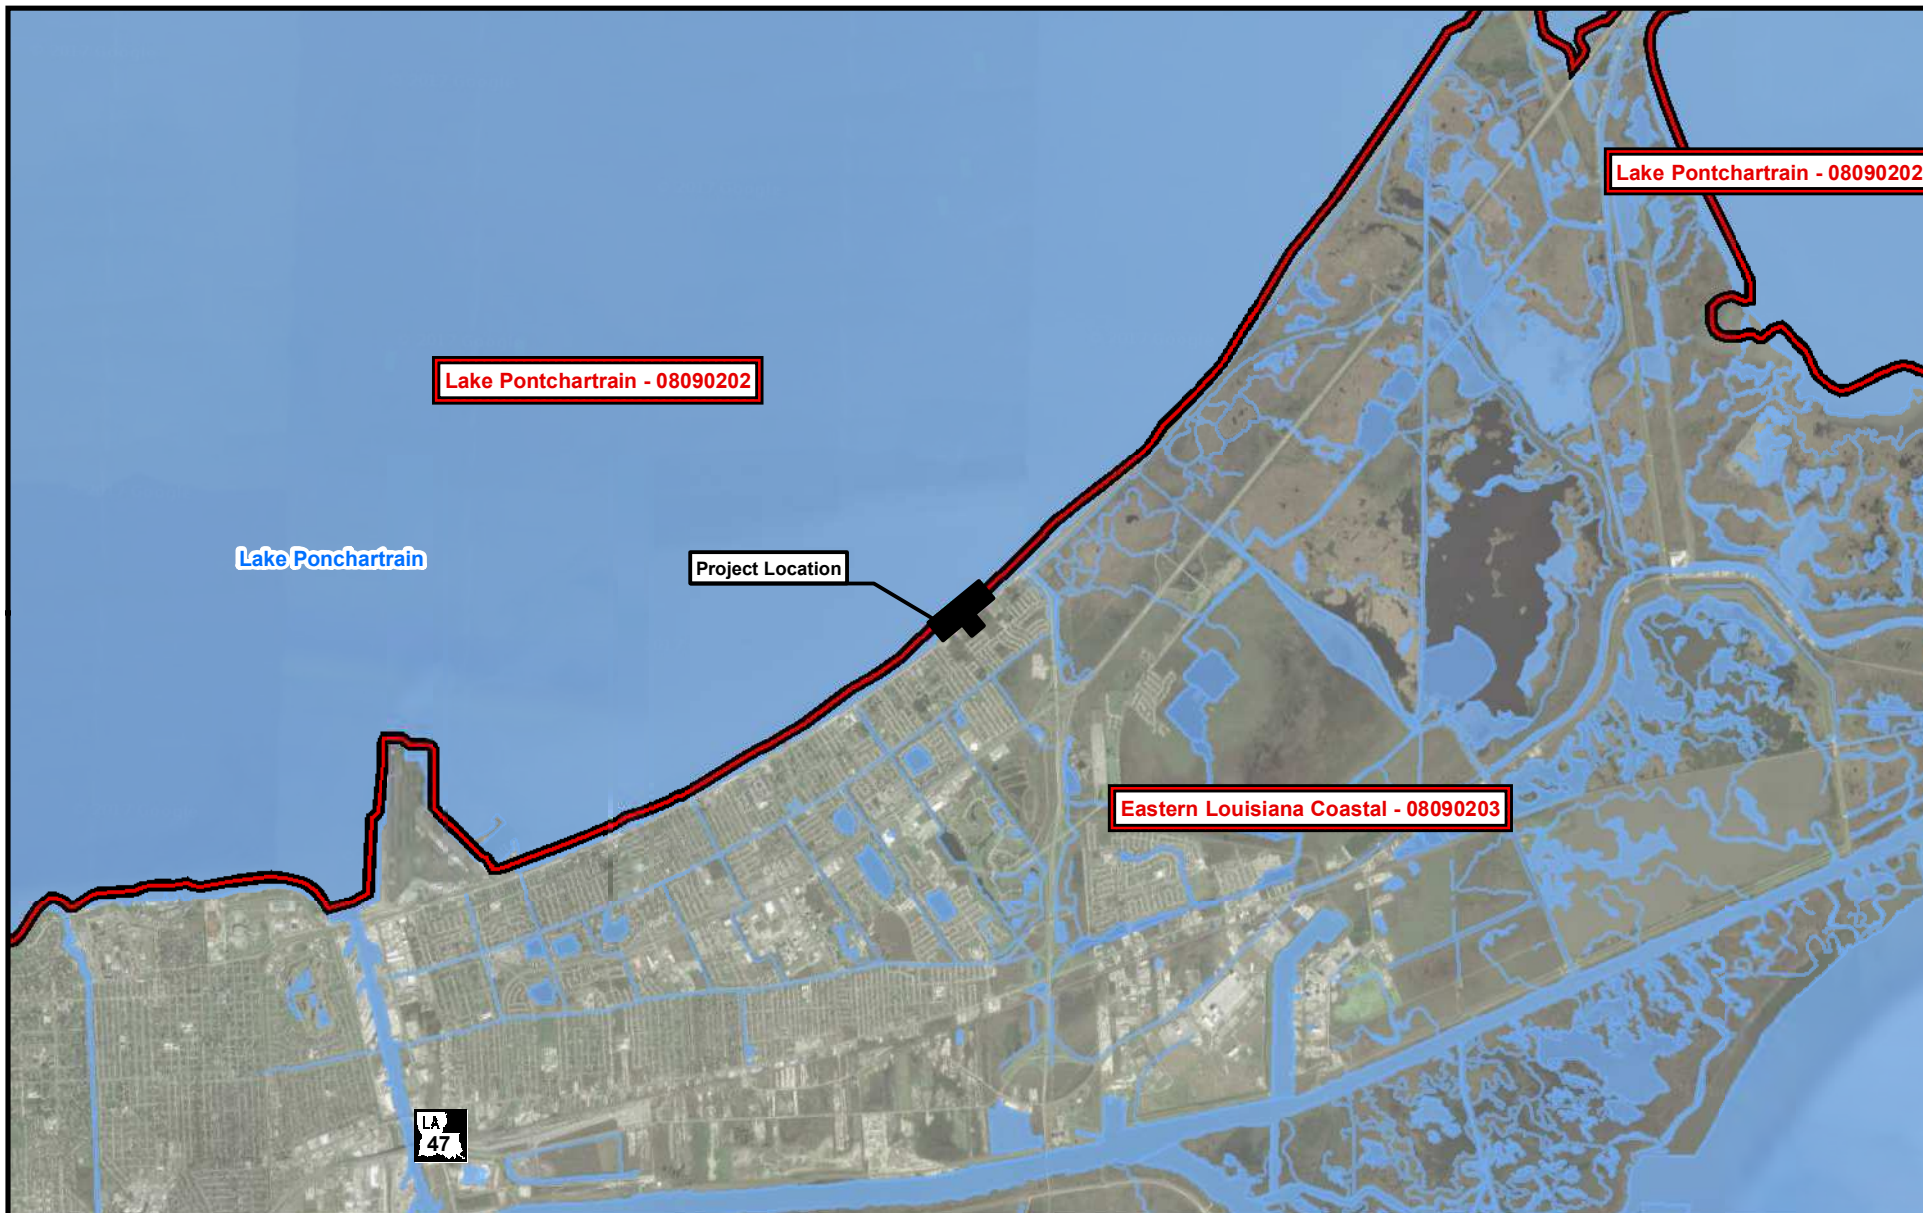 Lake Pontchartrain - 08090202
Lake Pontchartrain - 08090202
Lake Ponchartrain
Project Location
Eastern Louisiana Coastal - 08090203
LA
47